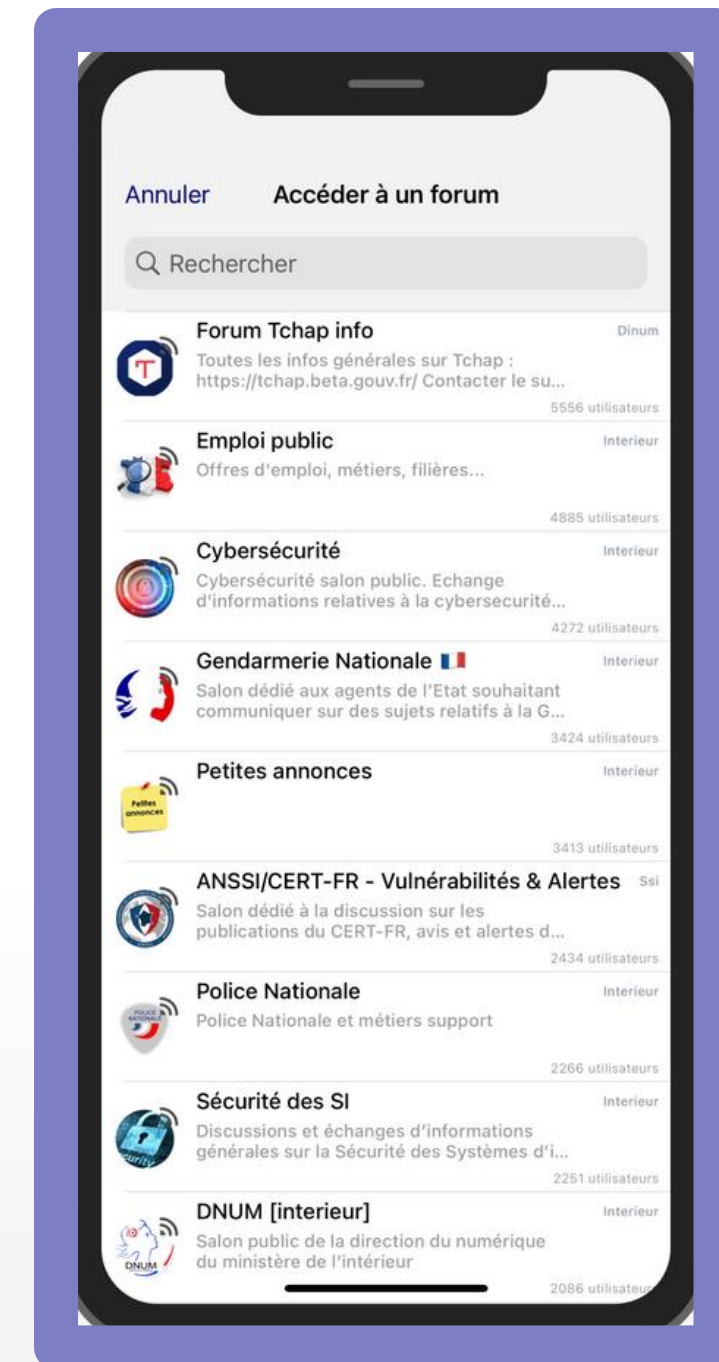 Annuler Accéder à un forum
Rechercher
Forum Tchap info Dinum
Toutes les infos générales sur Tchap :
https://tchap.beta.gouv.fr/ Contacter le su...
5556 utilisateurs
Emploi public Interieur
Offres d'emploi, métiers, filières...
4885 utilisateurs
Cybersécurité Interieur
Cybersécurité salon public. Echange
d'informations relatives à la cybersecurité...
4272 utilisateurs
Gendarmerie Nationale 🇫🇷 Interieur
Salon dédié aux agents de l'Etat souhaitant
communiquer sur des sujets relatifs à la G...
3424 utilisateurs
Petites annonces Interieur
Petites
annonces
3413 utilisateurs
ANSSI/CERT-FR - Vulnérabilités & Alertes Ssi
Salon dédié à la discussion sur les
publications du CERT-FR, avis et alertes d...
2434 utilisateurs
Police Nationale Interieur
POLICE
NATIONALE
Police Nationale et métiers support
2266 utilisateurs
Sécurité des SI Interieur
Discussions et échanges d'informations
générales sur la Sécurité des Systèmes d'i...
urity
2251 utilisateurs
DNUM [interieur] Interieur
Salon public de la direction du numérique
du ministère de l'intérieur
DNUM
2086 utilisateurs